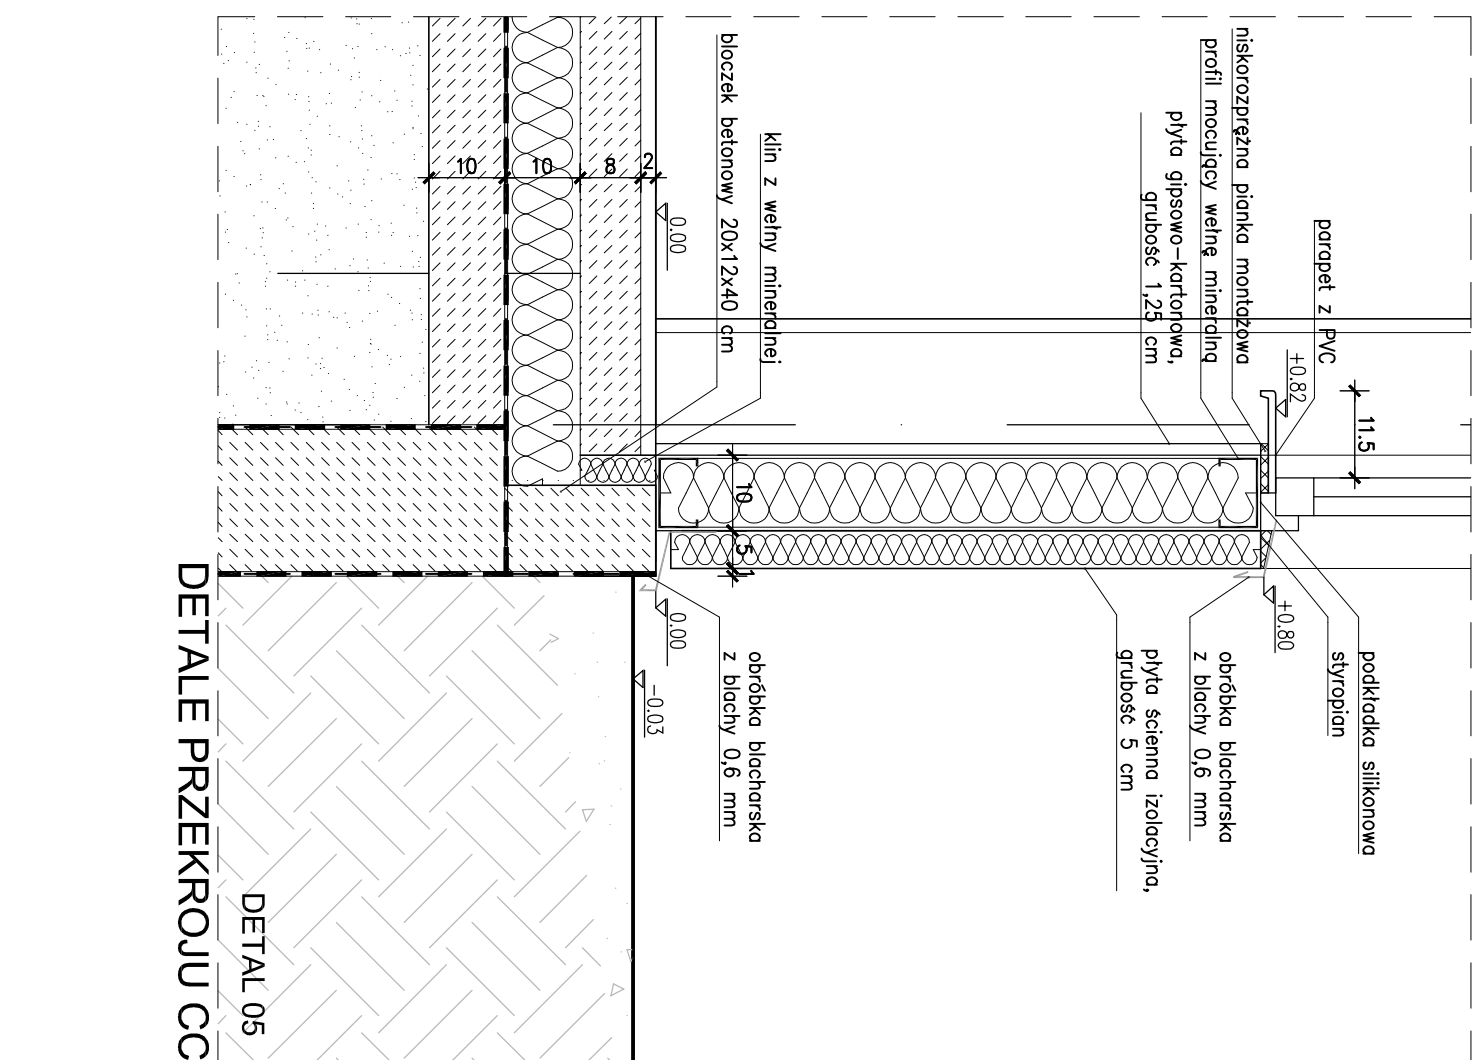 parapet z PVC
niskorozprężna pianka montażowa
profil mocujący wełnę mineralną
płyta gipsowo-kartonowa,
grubość 1,25 cm
klin z wełny mineralnej
bloczek betonowy 20x12x40 cm
11.5
+0.82
+0.80
0.00
0.00
-0.03
2
8
10
10
10
5
1
podkładka silikonowa
styropian
obróbka blacharska
z blachy 0,6 mm
płyta ścienna izolacyjna,
grubość 5 cm
obróbka blacharska
z blachy 0,6 mm
DETAL 05
DETALE PRZEKROJU CC